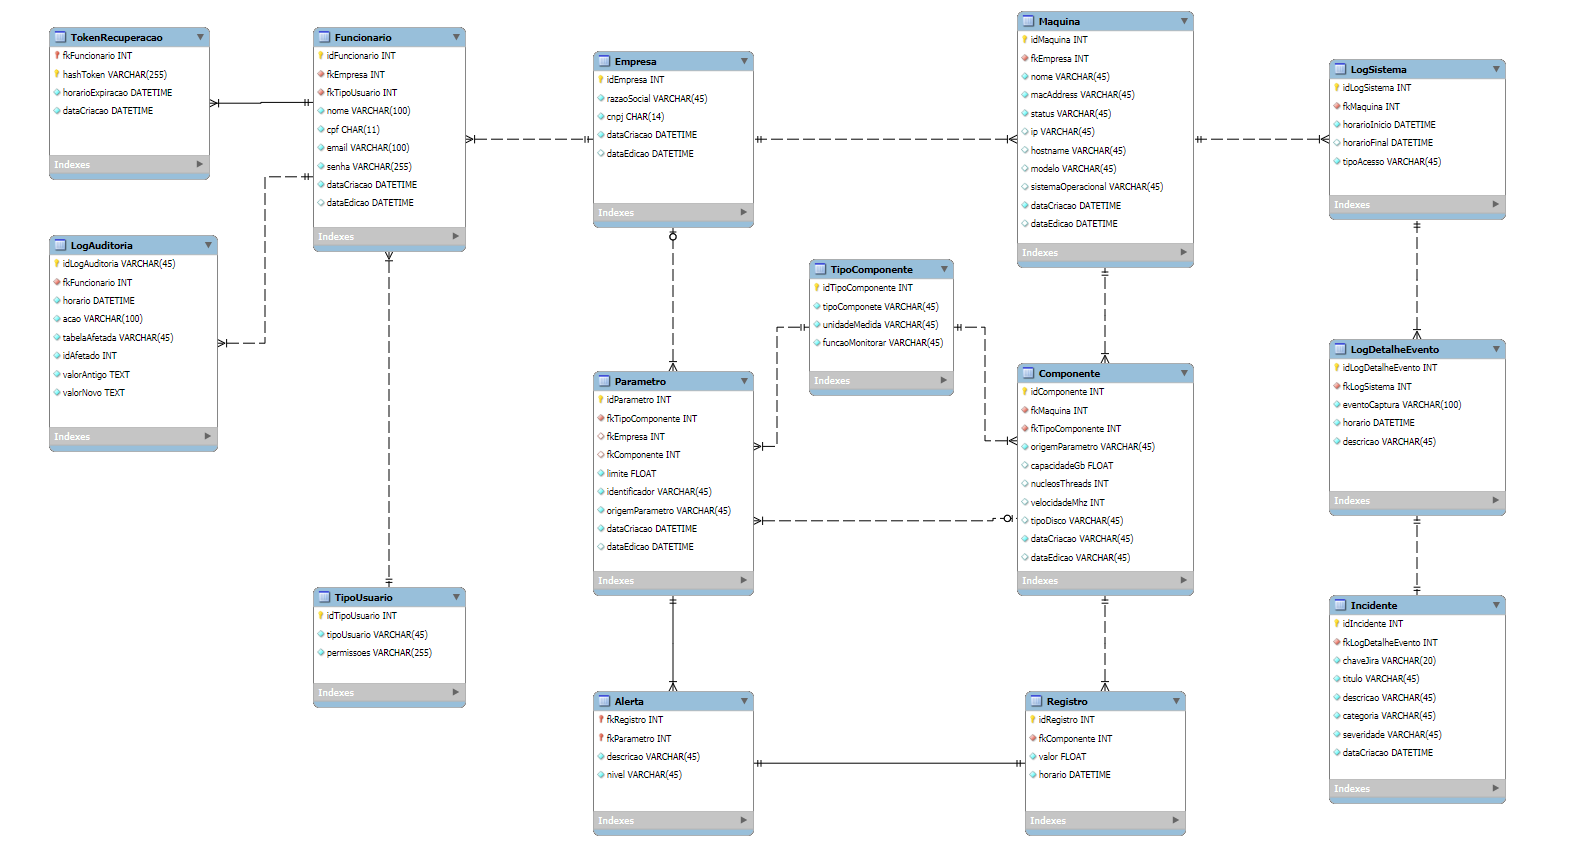 TokenRecuperacao
fkFuncionario INT
hashToken VARCHAR(255)
horarioExpiracao DATETIME
dataCriacao DATETIME
Indexes
Funcionario
idFuncionario INT
fkEmpresa INT
fkTipoUsuario INT
nome VARCHAR(100)
cpf CHAR(11)
email VARCHAR(100)
senha VARCHAR(255)
dataCriacao DATETIME
dataEdicao DATETIME
Indexes
Empresa
idEmpresa INT
razaoSocial VARCHAR(45)
cnpj CHAR(14)
dataCriacao DATETIME
dataEdicao DATETIME
Indexes
Maquina
idMaquina INT
fkEmpresa INT
nome VARCHAR(45)
macAddress VARCHAR(45)
status VARCHAR(45)
ip VARCHAR(45)
hostname VARCHAR(45)
modelo VARCHAR(45)
sistemaOperacional VARCHAR(45)
dataCriacao DATETIME
dataEdicao DATETIME
Indexes
LogSistema
idLogSistema INT
fkMaquina INT
horarioInicio DATETIME
horarioFinal DATETIME
tipoAcesso VARCHAR(45)
Indexes
LogAuditoria
idLogAuditoria VARCHAR(45)
fkFuncionario INT
horario DATETIME
acao VARCHAR(100)
tabelaAfetada VARCHAR(45)
idAfetado INT
valorAntigo TEXT
valorNovo TEXT
Indexes
TipoComponente
idTipoComponente INT
tipoComponete VARCHAR(45)
unidadeMedida VARCHAR(45)
funcaoMonitorar VARCHAR(45)
Indexes
Parametro
idParametro INT
fkTipoComponente INT
fkEmpresa INT
fkComponente INT
limite FLOAT
identificador VARCHAR(45)
origemParametro VARCHAR(45)
dataCriacao DATETIME
dataEdicao DATETIME
Indexes
Componente
idComponente INT
fkMaquina INT
fkTipoComponente INT
origemParametro VARCHAR(45)
capacidadeGb FLOAT
nucleosThreads INT
velocidadeMhz INT
tipoDisco VARCHAR(45)
dataCriacao VARCHAR(45)
dataEdicao VARCHAR(45)
Indexes
LogDetalheEvento
idLogDetalheEvento INT
fkLogSistema INT
eventoCaptura VARCHAR(100)
horario DATETIME
descricao VARCHAR(45)
Indexes
TipoUsuario
idTipoUsuario INT
tipoUsuario VARCHAR(45)
permissoes VARCHAR(255)
Indexes
Alerta
fkRegistro INT
fkParametro INT
descricao VARCHAR(45)
nivel VARCHAR(45)
Indexes
Registro
idRegistro INT
fkComponente INT
valor FLOAT
horario DATETIME
Indexes
Incidente
idIncidente INT
fkLogDetalheEvento INT
chaveJira VARCHAR(20)
titulo VARCHAR(45)
descricao VARCHAR(45)
categoria VARCHAR(45)
severidade VARCHAR(45)
dataCriacao DATETIME
Indexes